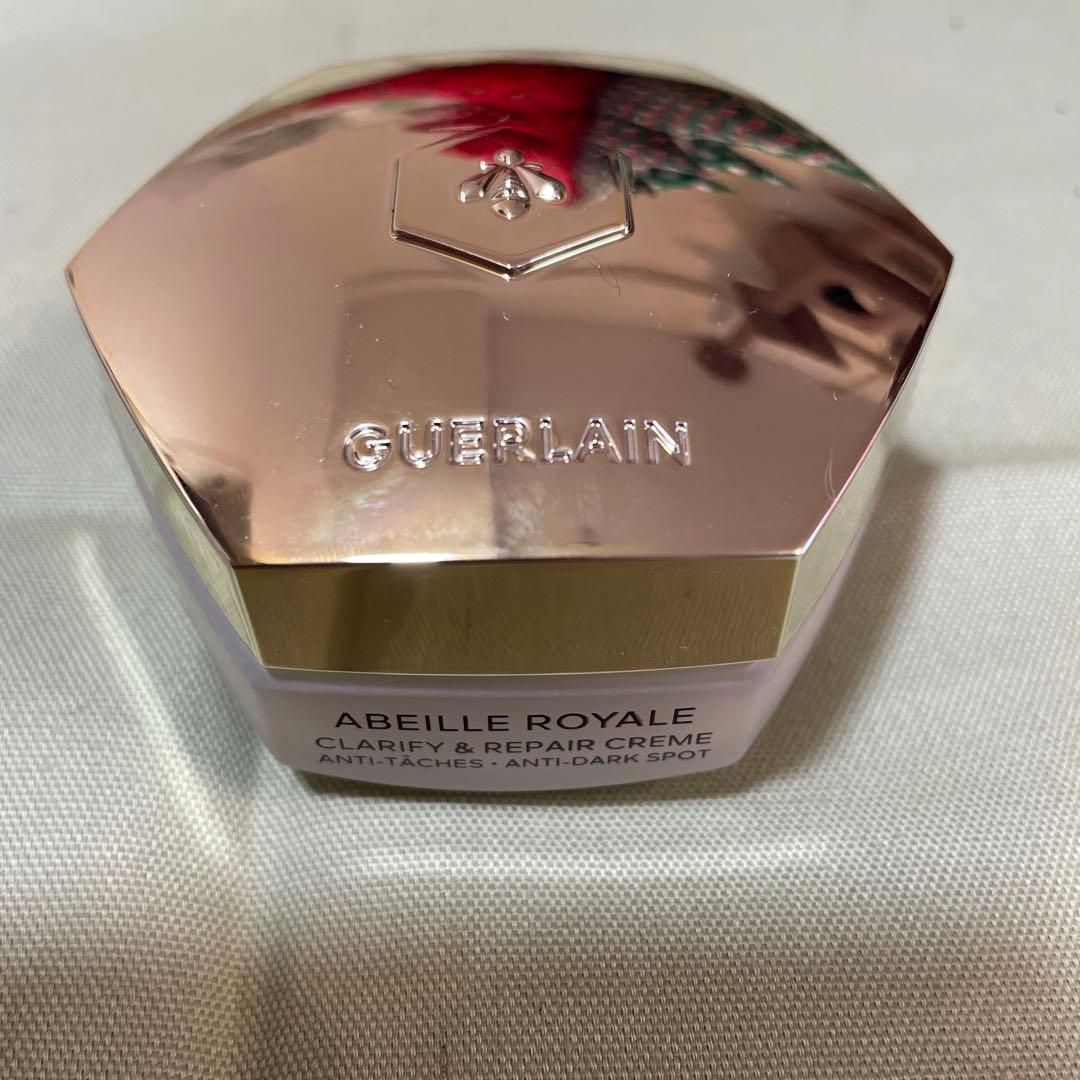 GUERLAIN
ABEILLE ROYALE
CLARIFY & REPAIR CREME
ANTI-TÂCHES • ANTI-DARK SPOT